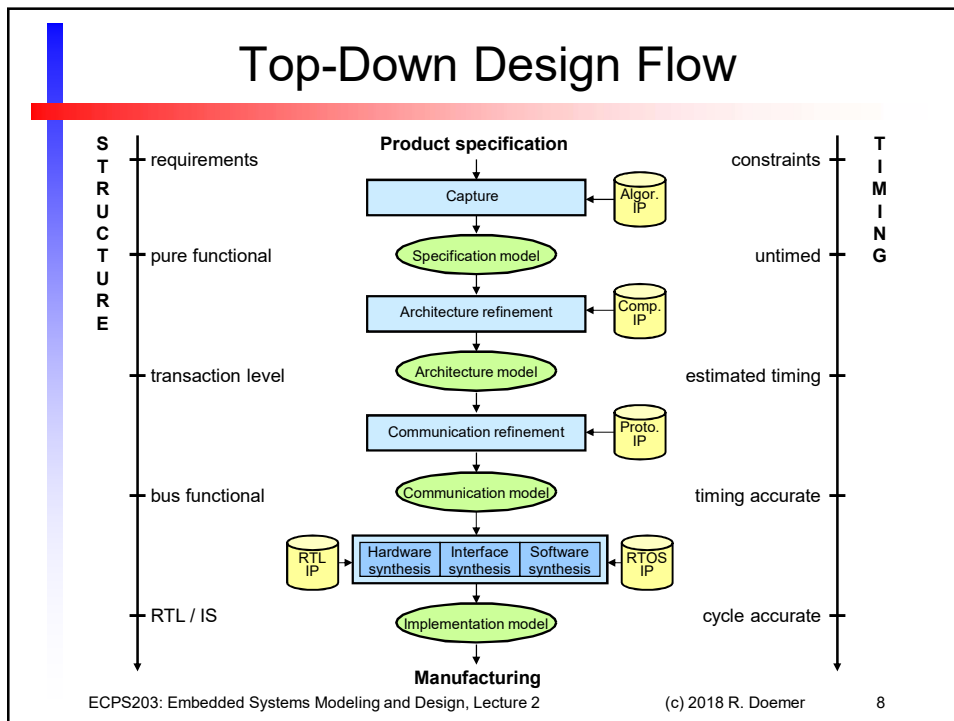 Top-Down Design Flow
STRUCTURE
TIMING
Product specification
requirements
constraints
Capture
Algor.
IP
pure functional
Specification model
untimed
Architecture refinement
Comp.
IP
transaction level
Architecture model
estimated timing
Communication refinement
Proto.
IP
bus functional
Communication model
timing accurate
RTL
IP
Hardware
synthesis
Interface
synthesis
Software
synthesis
RTOS
IP
RTL / IS
Implementation model
cycle accurate
Manufacturing
ECPS203: Embedded Systems Modeling and Design, Lecture 2
(c) 2018 R. Doemer
8